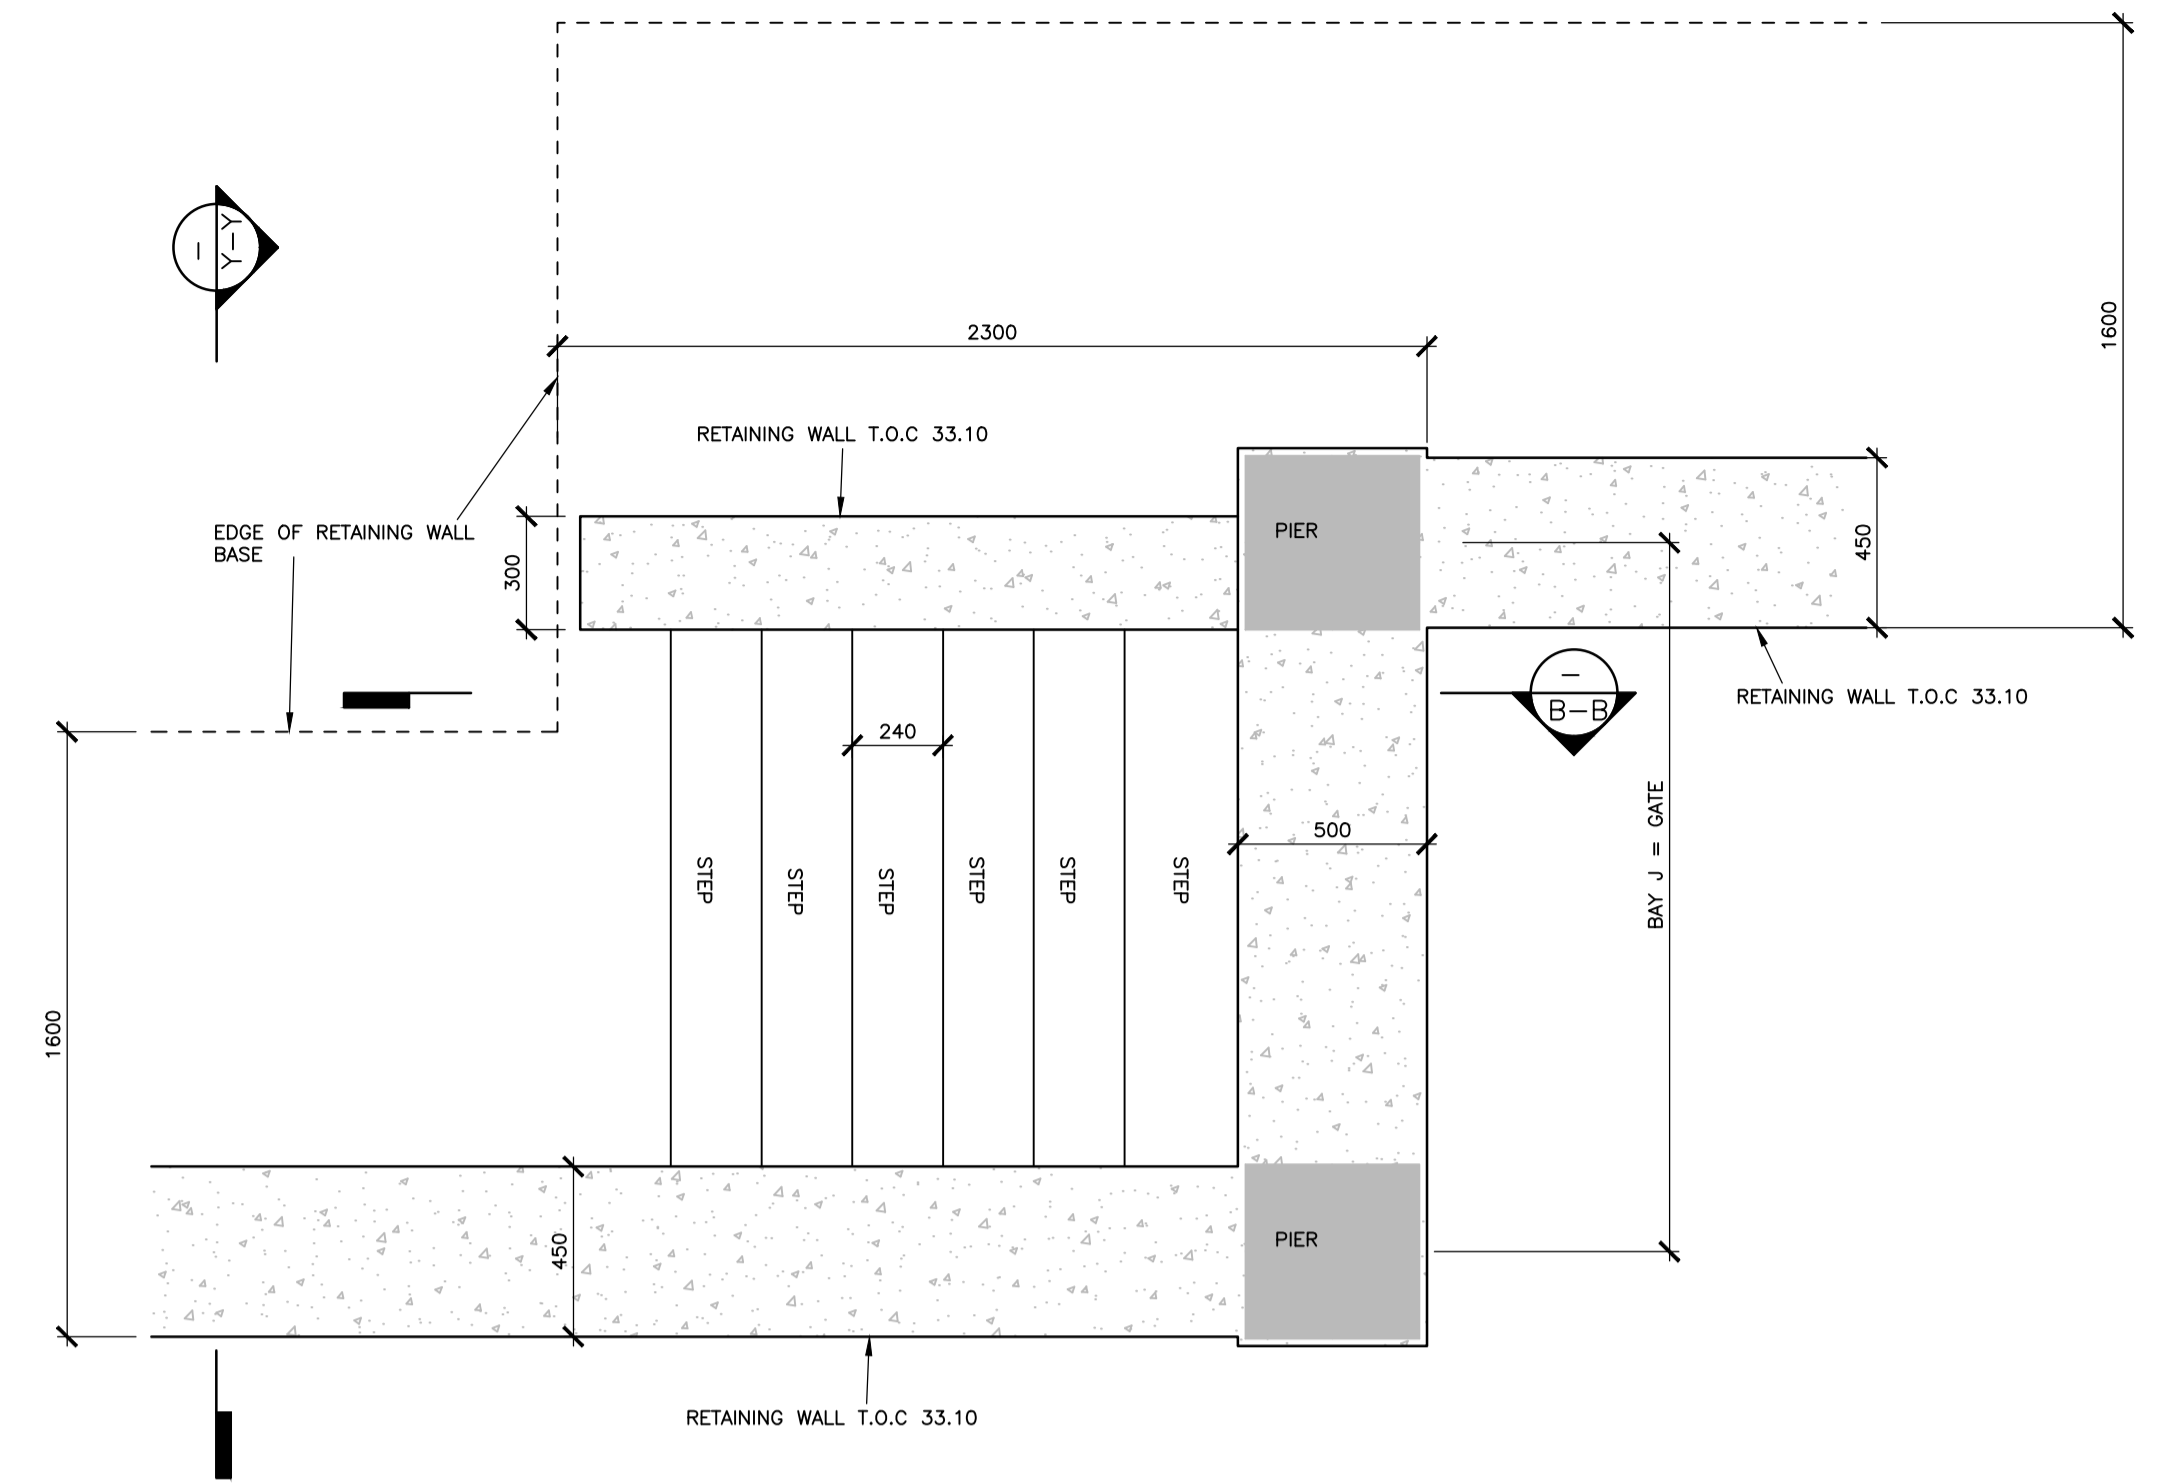 Y-Y
-
2300
1600
RETAINING WALL T.O.C 33.10
EDGE OF RETAINING WALL
BASE
300
PIER
450
-
B-B
RETAINING WALL T.O.C 33.10
240
500
BAY J = GATE
STEP
STEP
STEP
STEP
STEP
STEP
1600
450
PIER
RETAINING WALL T.O.C 33.10